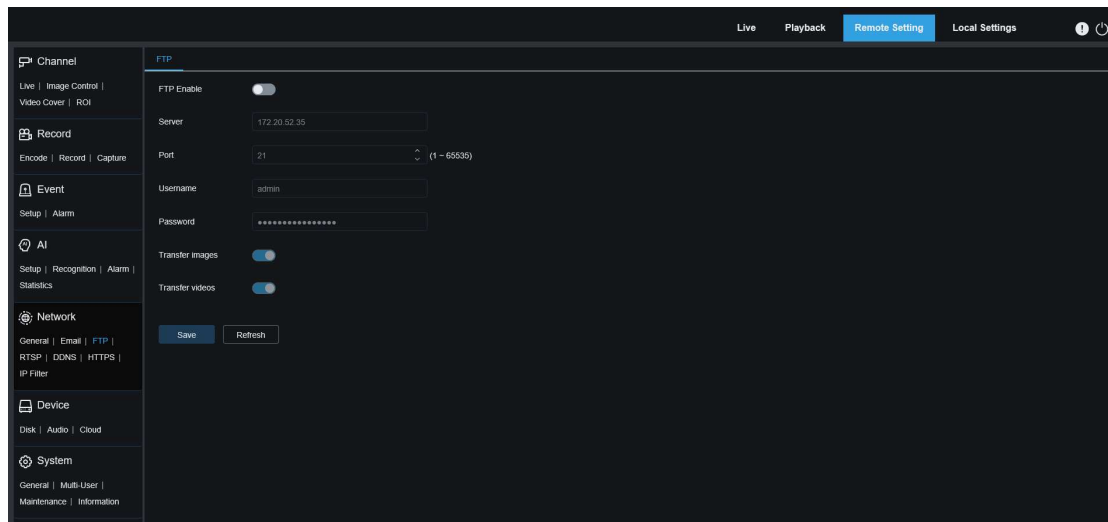 Live Playback Remote Setting Local Settings
Channel
Live | Image Control |
Video Cover | ROI
Record
Encode | Record | Capture
Event
Setup | Alarm
AI
Setup | Recognition | Alarm |
Statistics
Network
General | Email | FTP |
RTSP | DDNS | HTTPS |
IP Filter
Device
Disk | Audio | Cloud
System
General | Multi-User |
Maintenance | Information
FTP
FTP Enable
Server 172.20.52.35
Port 21 (1 ~ 65535)
Username admin
Password ••••••••••••••••
Transfer images
Transfer videos
Save Refresh